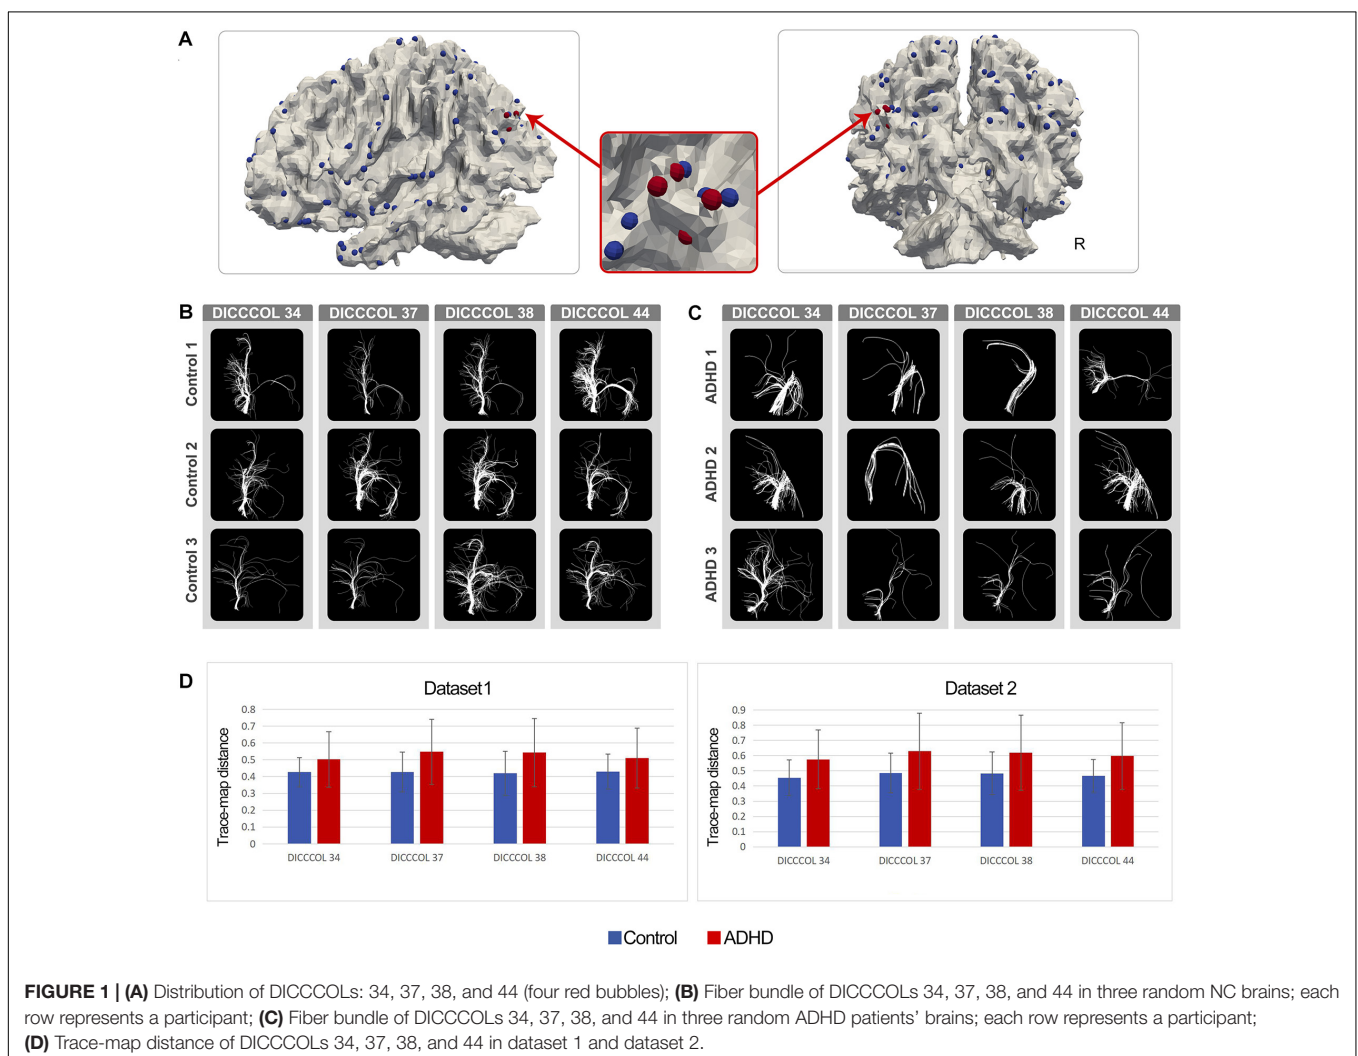 A
R
B
DICCCOL 34 DICCCOL 37 DICCCOL 38 DICCCOL 44
Control 1
Control 2
Control 3
C
DICCCOL 34 DICCCOL 37 DICCCOL 38 DICCCOL 44
ADHD 1
ADHD 2
ADHD 3
D
Dataset1
Trace-map distance
0.8
0.7
0.6
0.5
0.4
0.3
0.2
0.1
0
DICCCOL 34 DICCCOL 37 DICCCOL 38 DICCCOL 44
Dataset 2
Trace-map distance
0.9
0.8
0.7
0.6
0.5
0.4
0.3
0.2
0.1
0
DICCCOL 34 DICCCOL 37 DICCCOL 38 DICCCOL 44
Control ADHD
FIGURE 1 | (A) Distribution of DICCCOLs: 34, 37, 38, and 44 (four red bubbles); (B) Fiber bundle of DICCCOLs 34, 37, 38, and 44 in three random NC brains; each
row represents a participant; (C) Fiber bundle of DICCCOLs 34, 37, 38, and 44 in three random ADHD patients' brains; each row represents a participant;
(D) Trace-map distance of DICCCOLs 34, 37, 38, and 44 in dataset 1 and dataset 2.